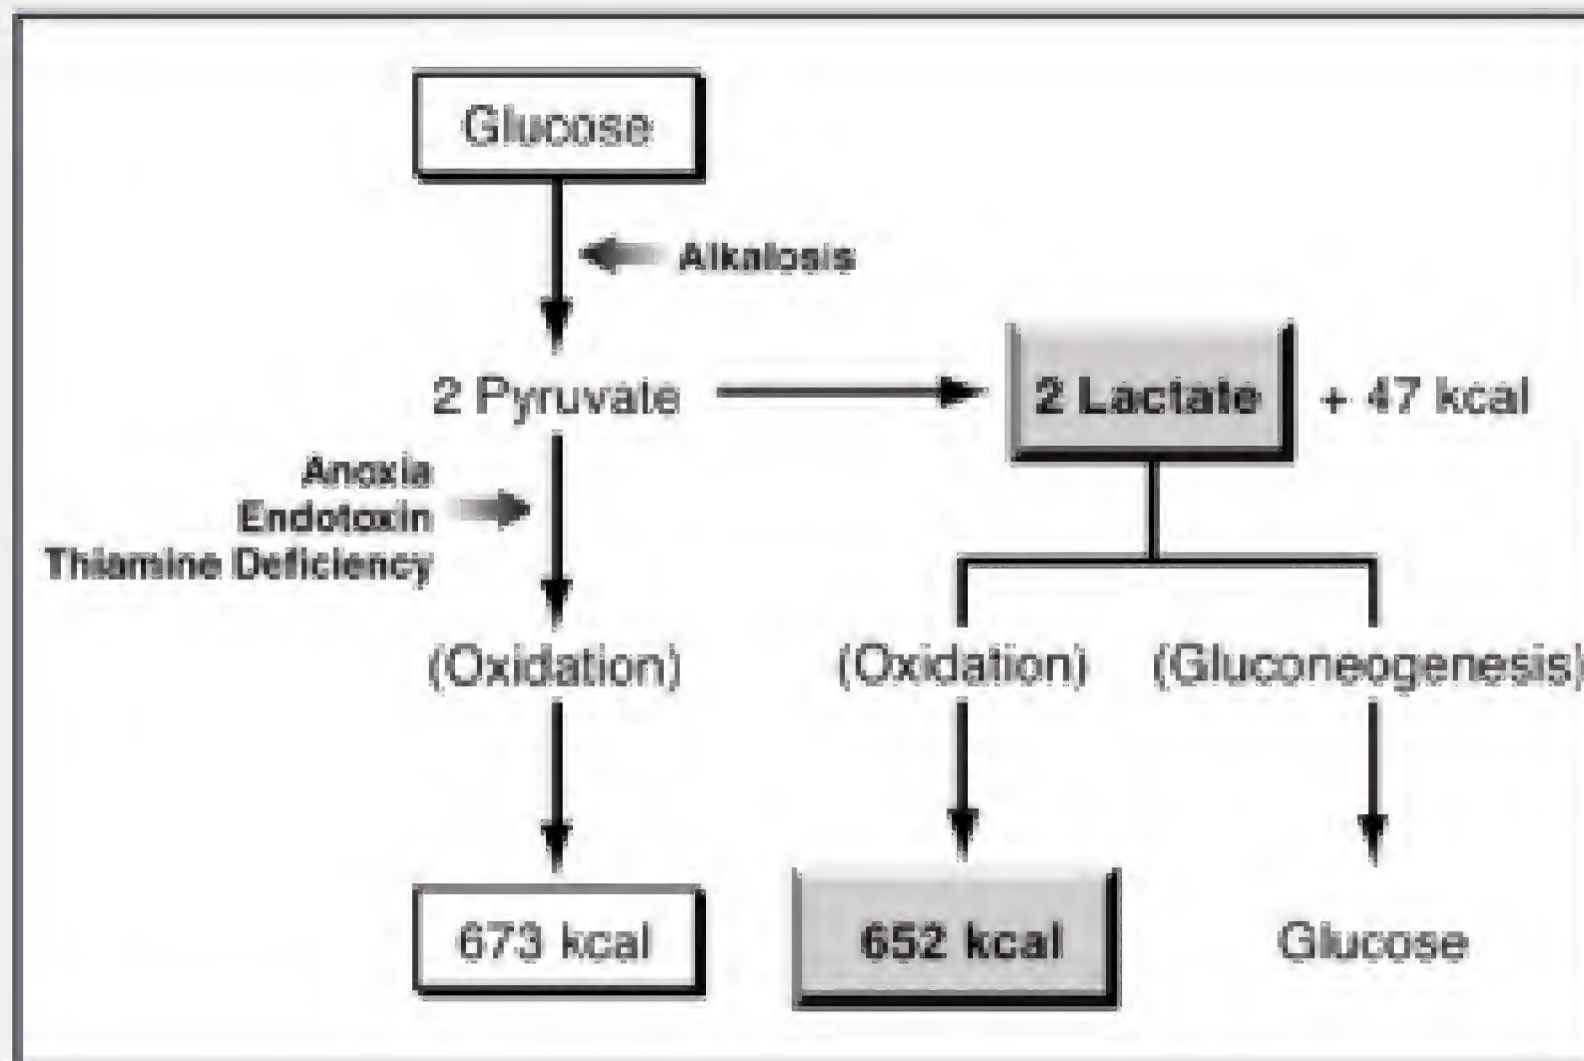 Glucose
Alkalosis
2 Pyruvate
2 Lactate
+ 47 kcal
Anoxia
Endotoxin
Thiamine Deficiency
(Oxidation)
(Oxidation)
(Gluconeogenesis)
673 kcal
652 kcal
Glucose